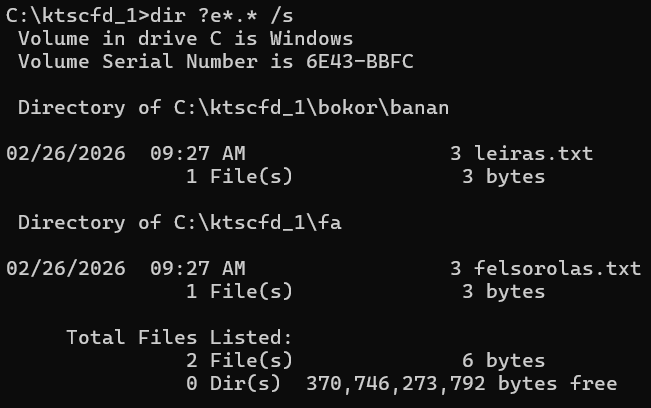 C:\ktscfd_1>dir ?e*.* /s
 Volume in drive C is Windows
 Volume Serial Number is 6E43-BBFC

 Directory of C:\ktscfd_1\bokor\banan

02/26/2026  09:27 AM                 3 leiras.txt
               1 File(s)              3 bytes

 Directory of C:\ktscfd_1\fa

02/26/2026  09:27 AM                 3 felsorolas.txt
               1 File(s)              3 bytes

     Total Files Listed:
               2 File(s)              6 bytes
               0 Dir(s)  370,746,273,792 bytes free